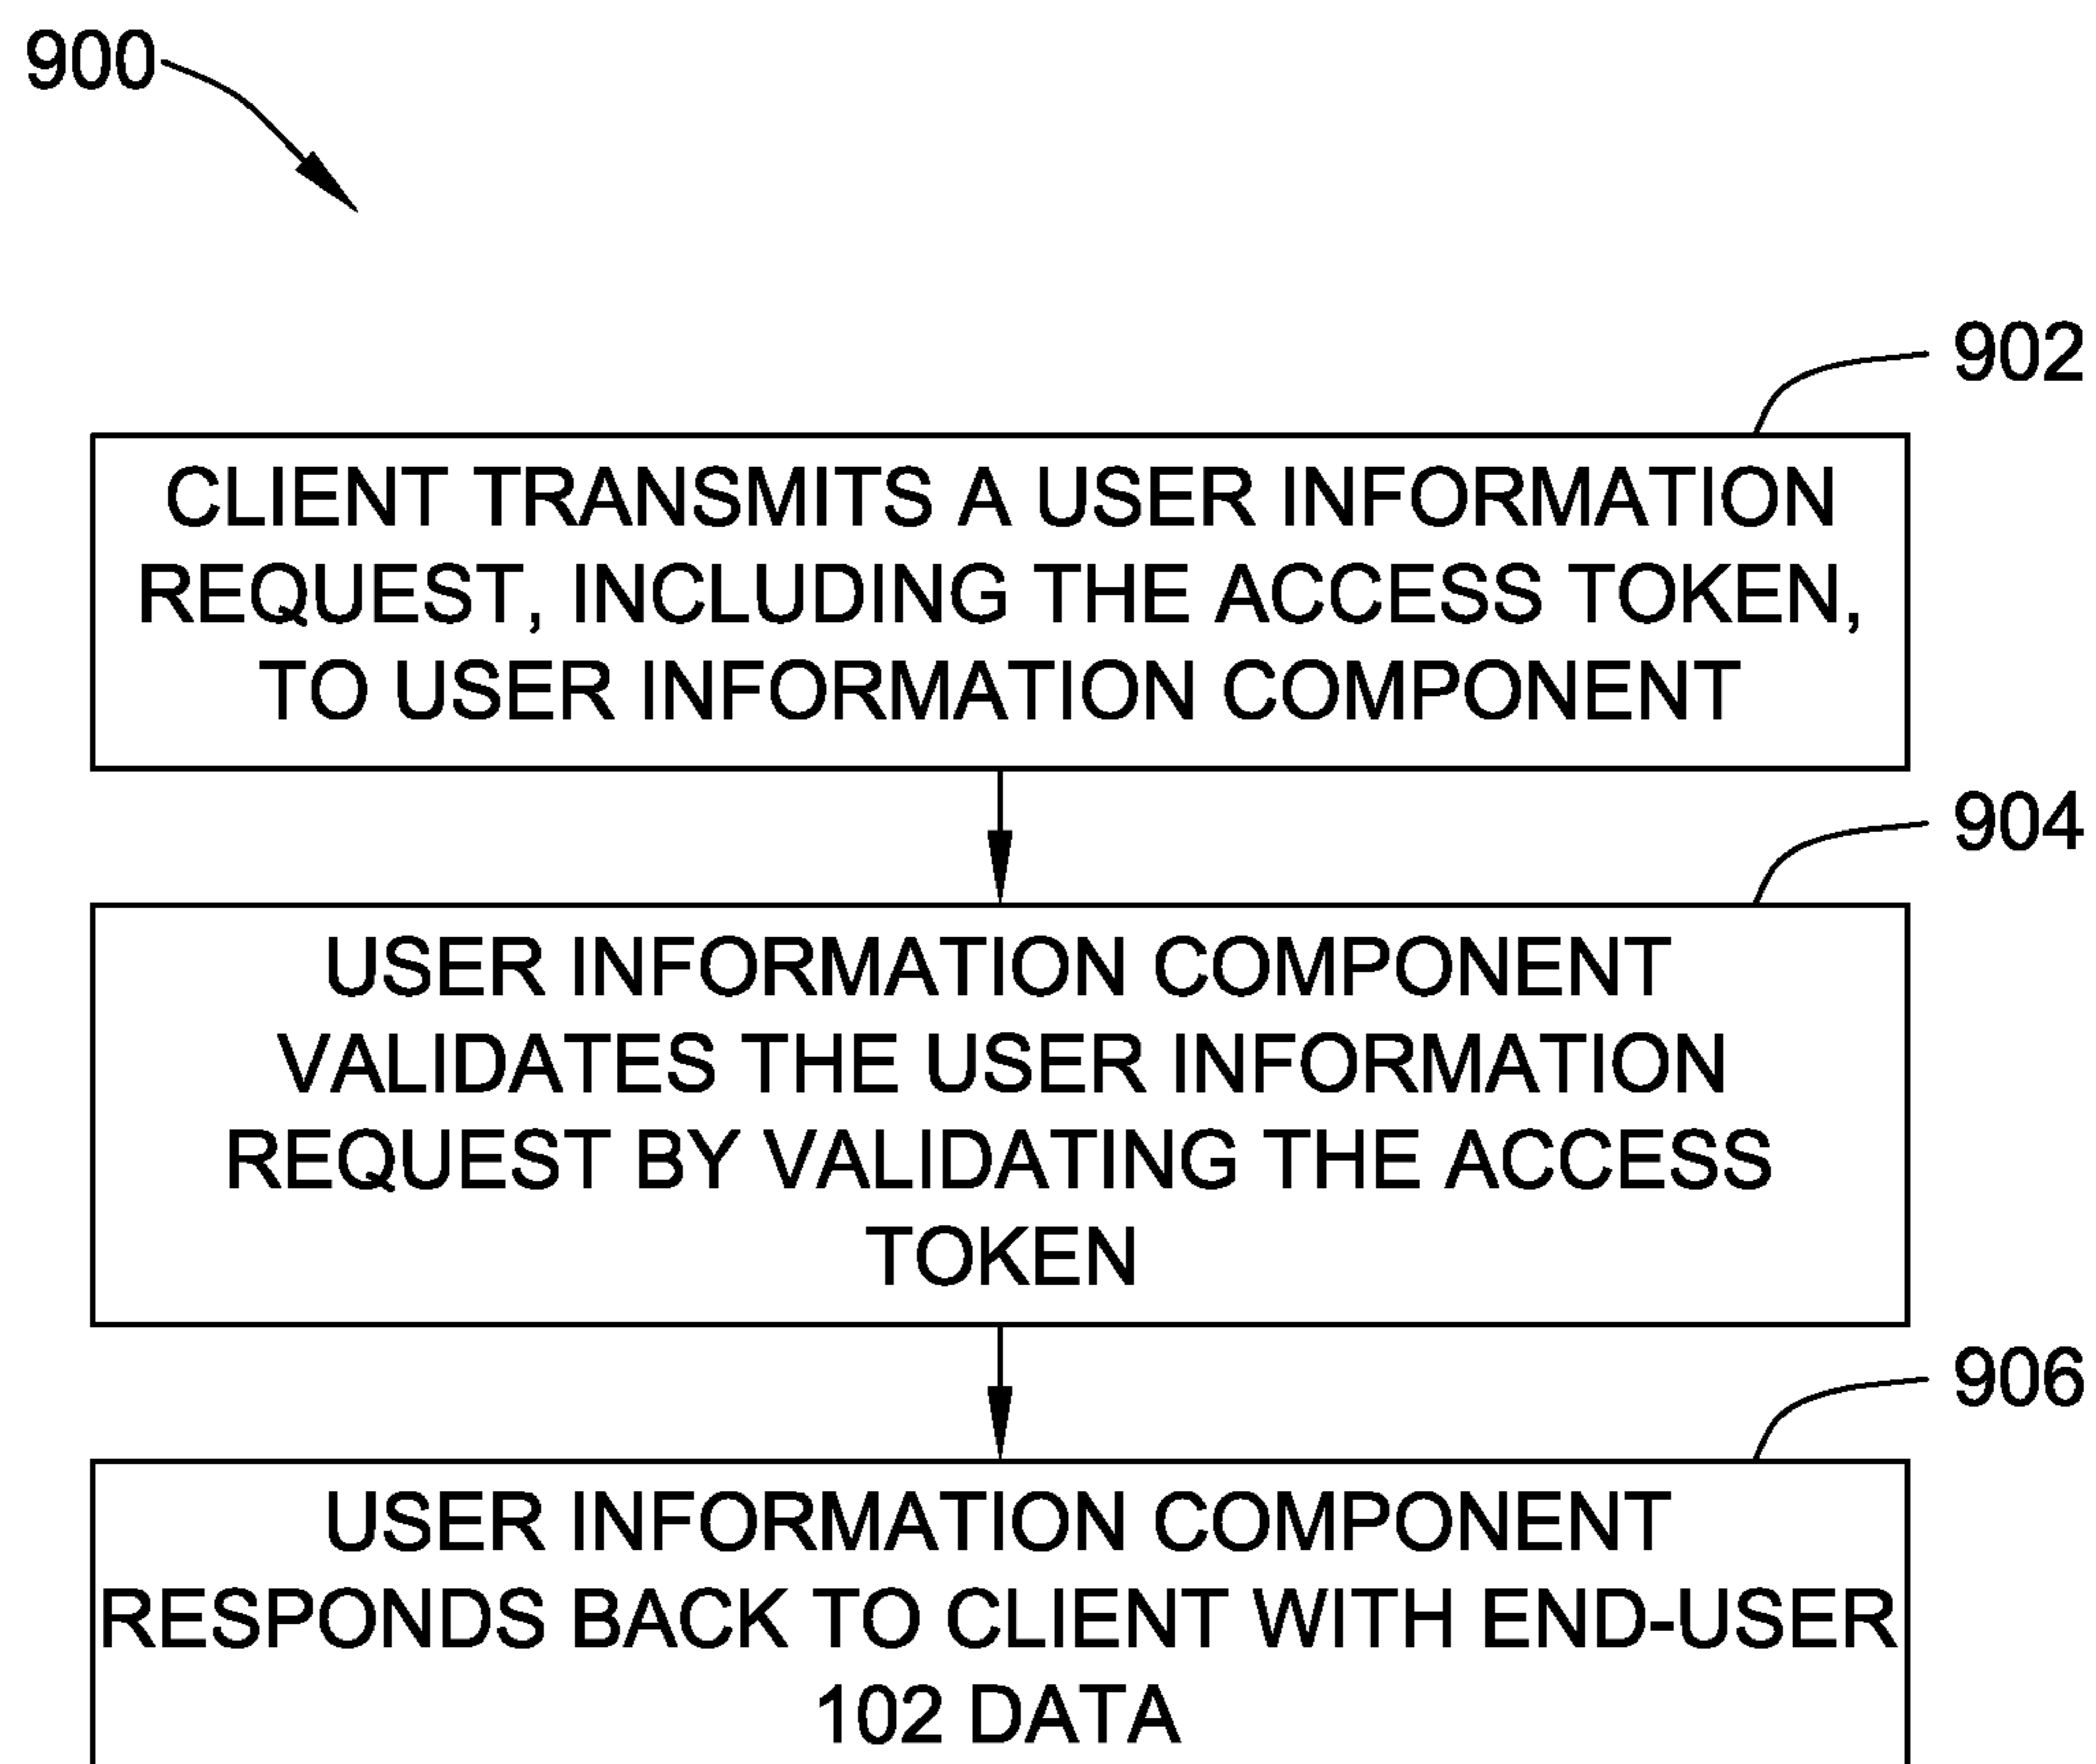 900
902
CLIENT TRANSMITS A USER INFORMATION
REQUEST, INCLUDING THE ACCESS TOKEN,
TO USER INFORMATION COMPONENT
904
USER INFORMATION COMPONENT
VALIDATES THE USER INFORMATION
REQUEST BY VALIDATING THE ACCESS
TOKEN
906
USER INFORMATION COMPONENT
RESPONDS BACK TO CLIENT WITH END-USER
102 DATA